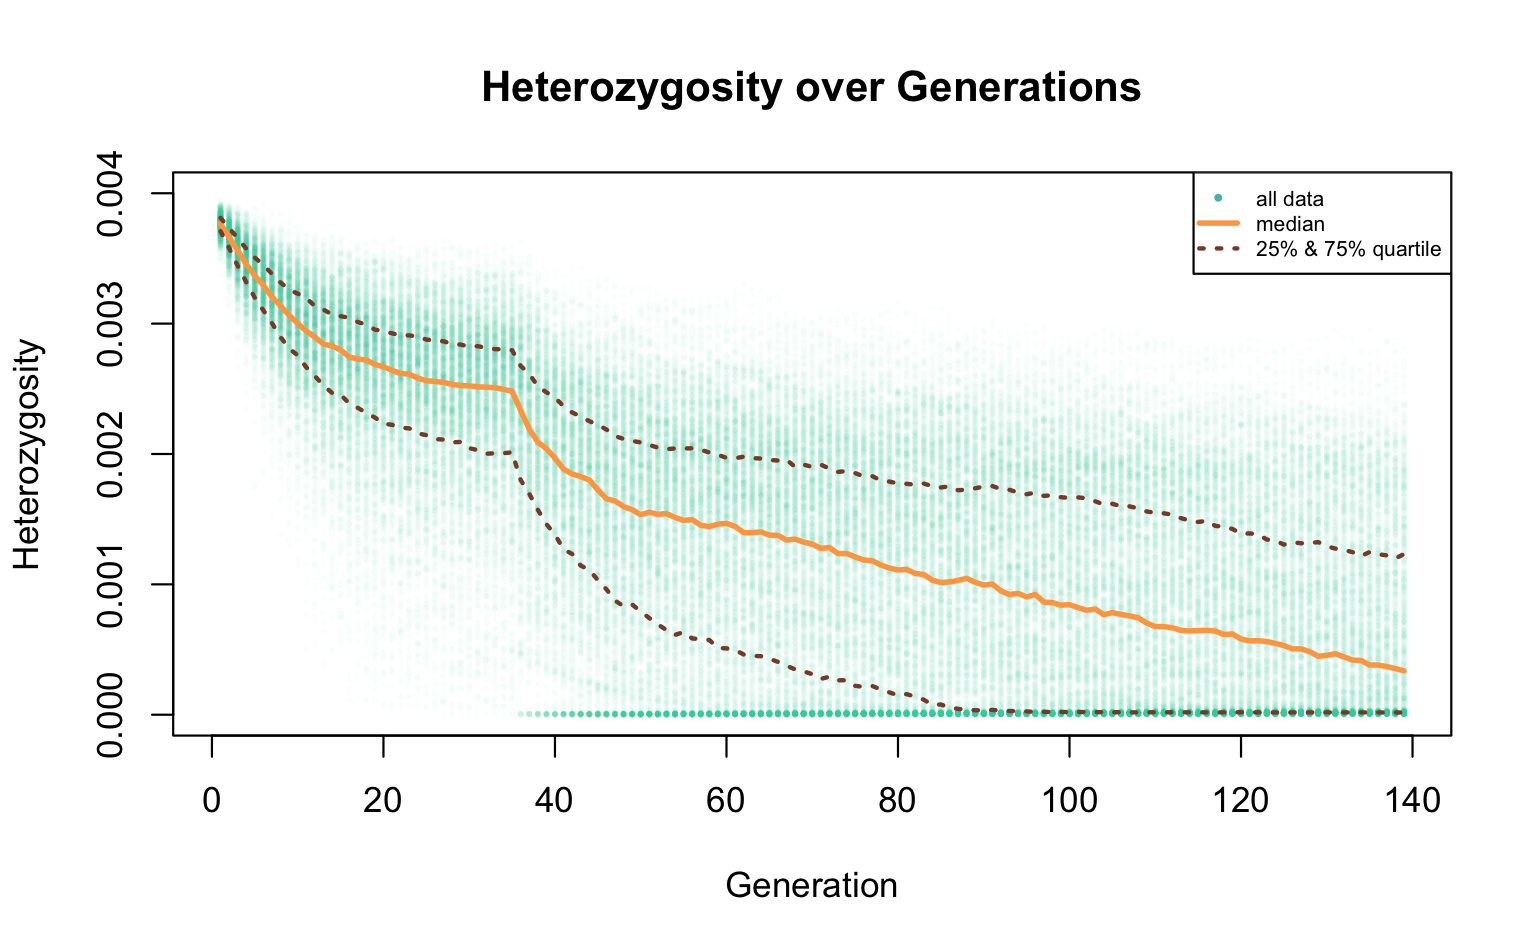 Heterozygosity over Generations
all data
median
25% & 75% quartile
Heterozygosity
0.004
0.003
0.002
0.001
0.000
0 20 40 60 80 100 120 140
Generation